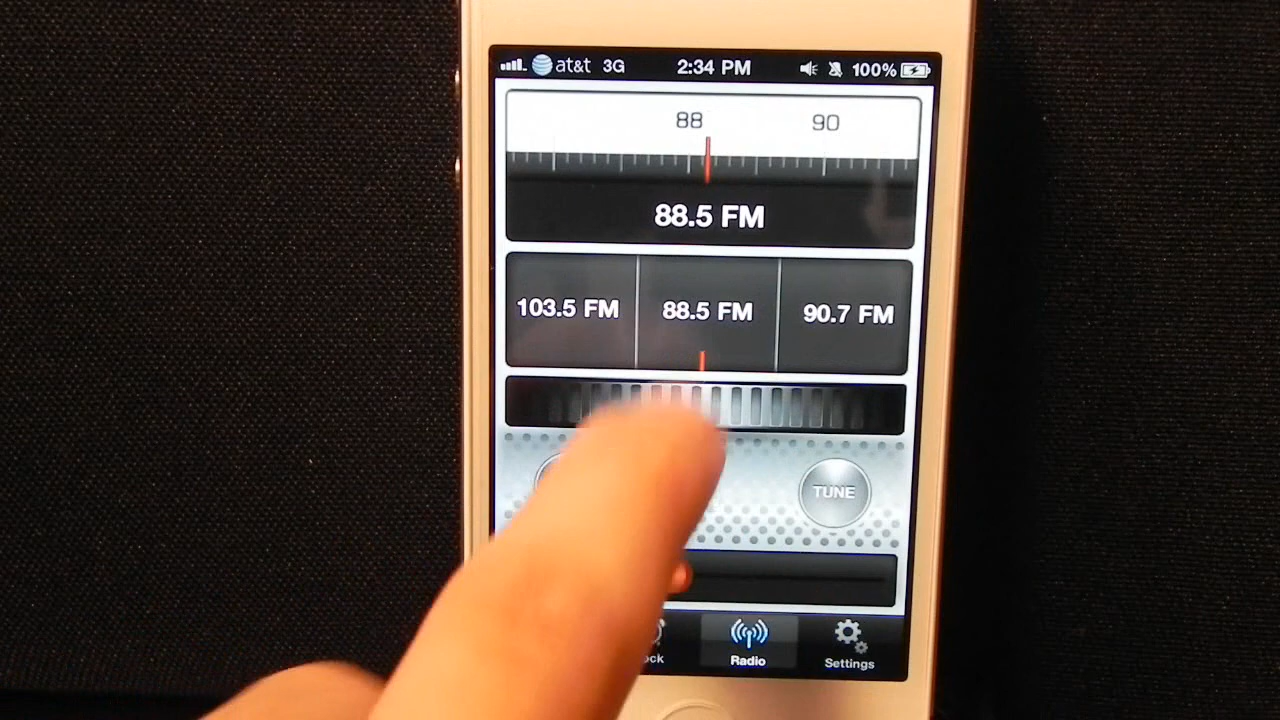 at&t 3G 2:34 PM 100%
88 90
88.5 FM
103.5 FM 88.5 FM 90.7 FM
TUNE
ock Radio Settings